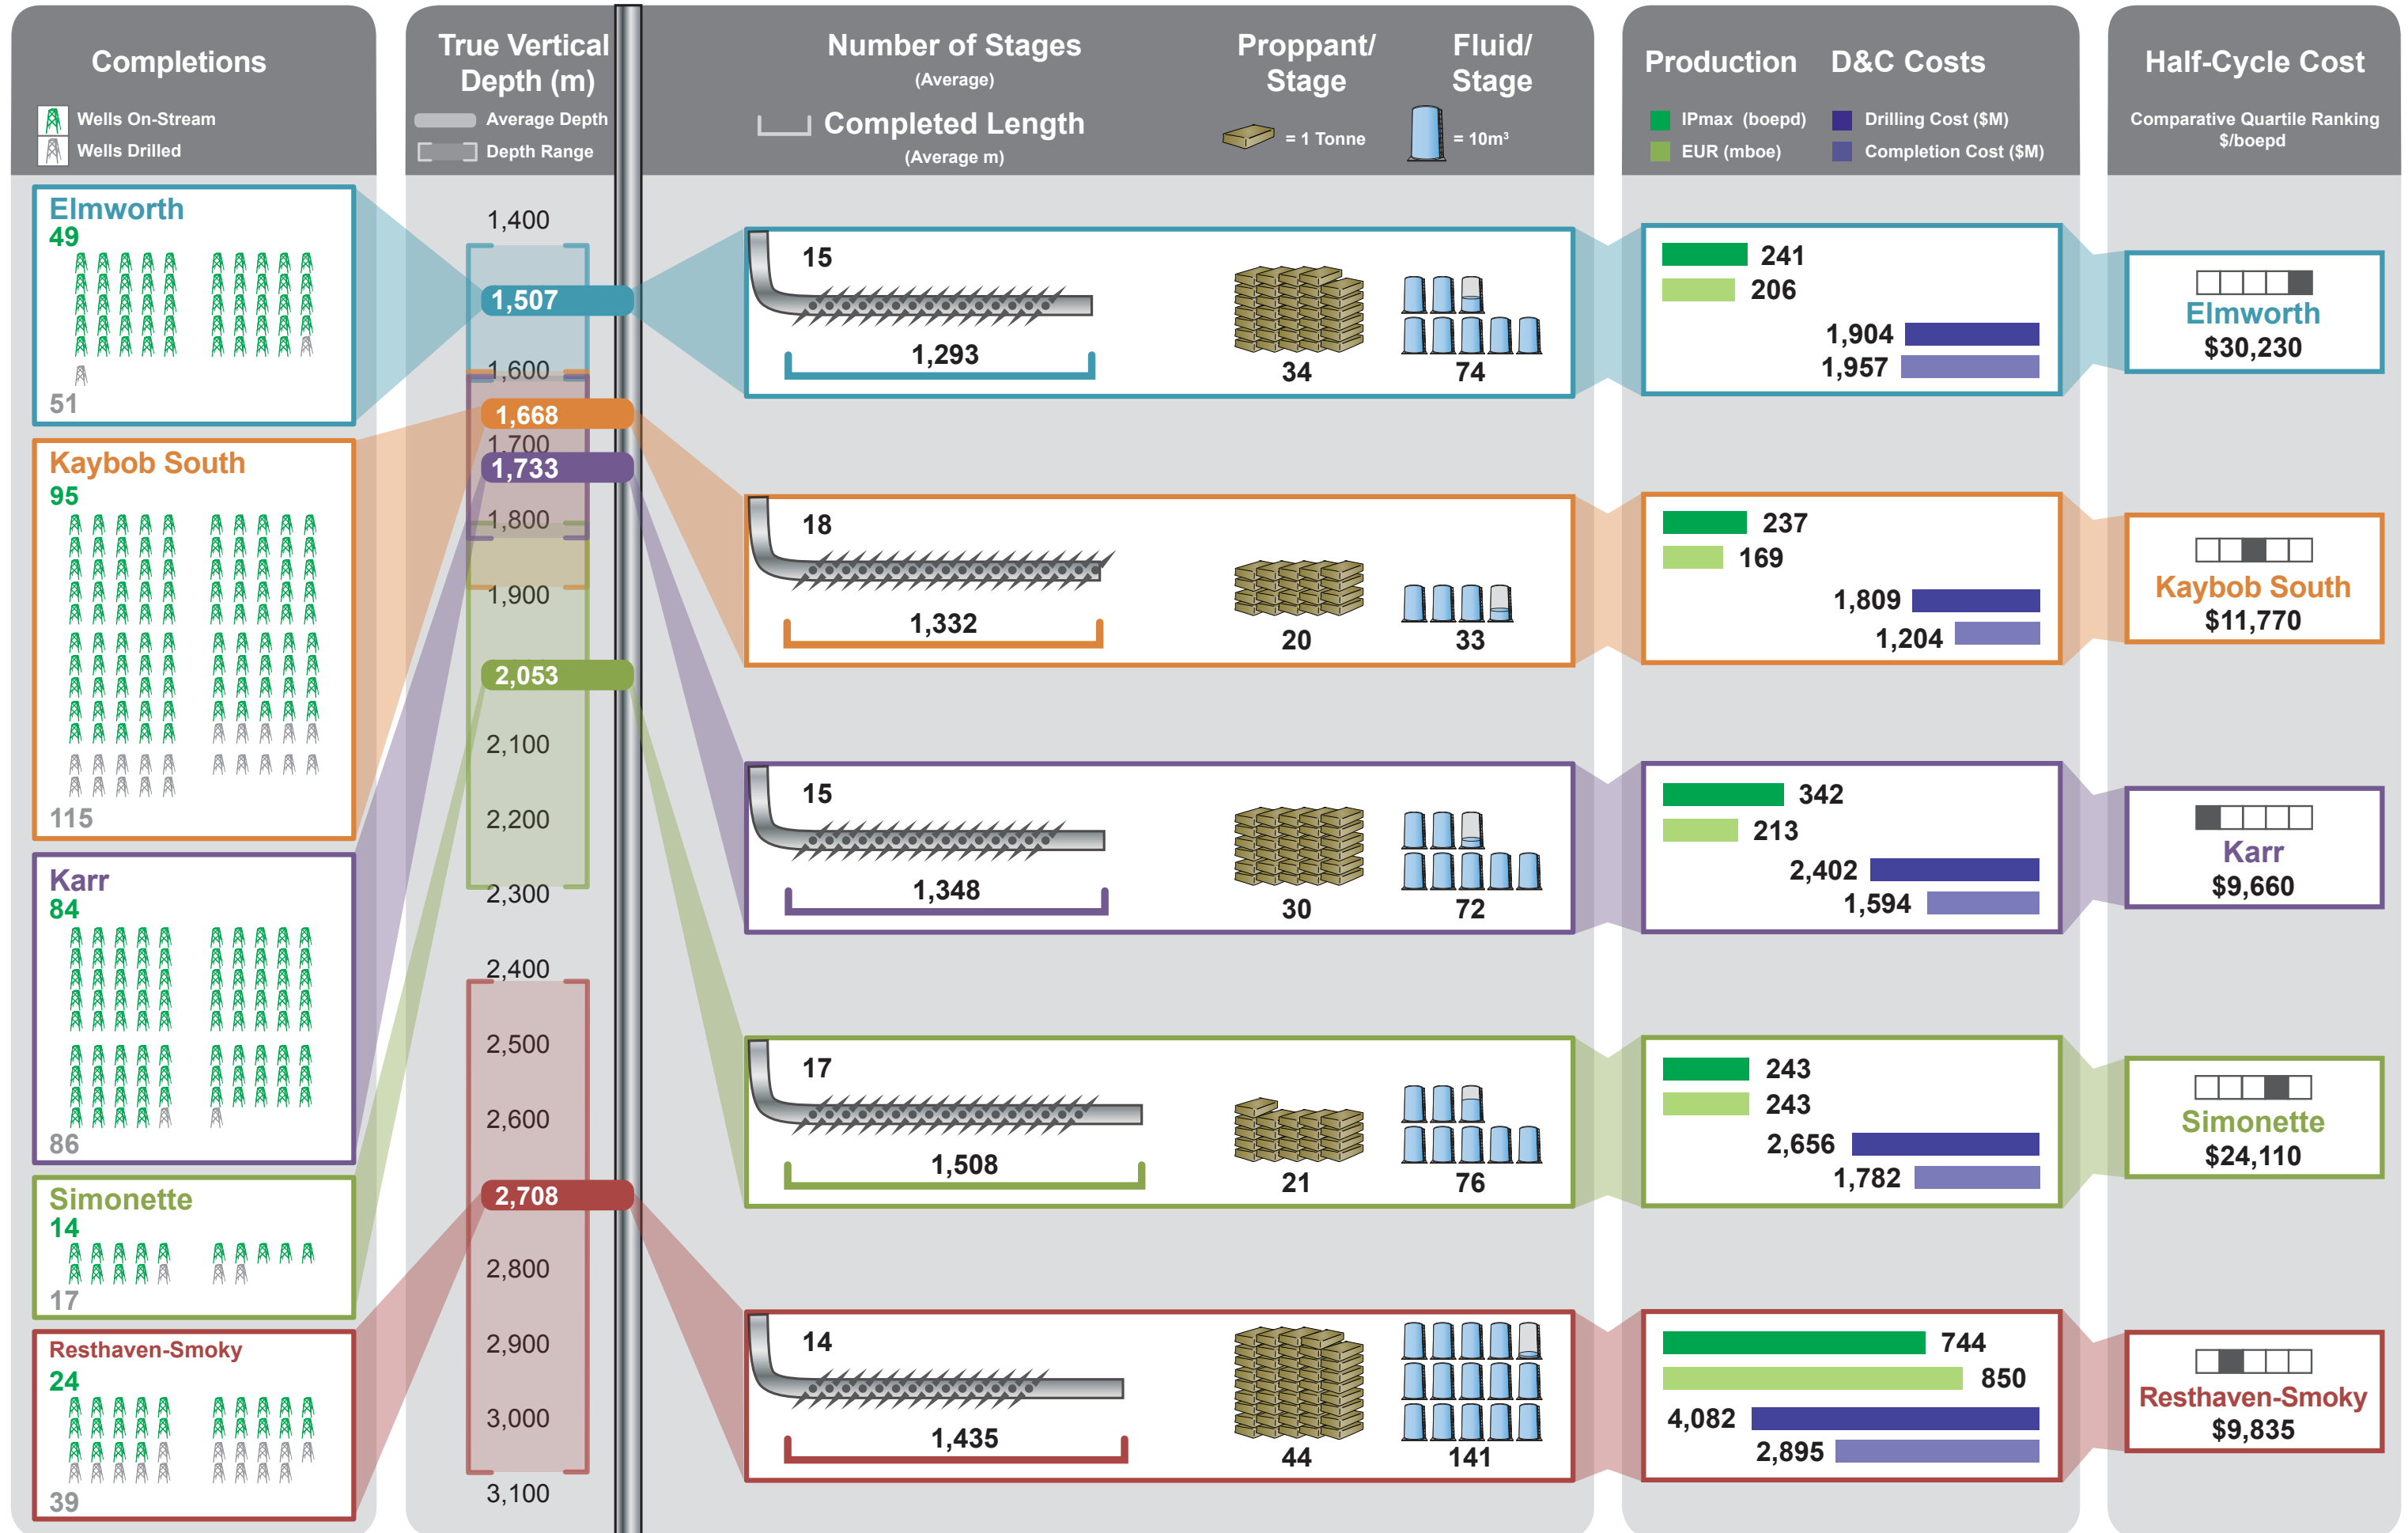 Completions
Wells On-Stream
Wells Drilled
True Vertical
Depth (m)
Average Depth
Depth Range
Number of Stages
(Average)
Completed Length
(Average m)
Proppant/
Stage
= 1 Tonne
Fluid/
Stage
= 10m³
Production
IPmax (boepd)
EUR (mboe)
D&C Costs
Drilling Cost ($M)
Completion Cost ($M)
Half-Cycle Cost
Comparative Quartile Ranking
$/boepd
Elmworth
49
51
Kaybob South
95
115
Karr
84
86
Simonette
14
17
Resthaven-Smoky
24
39
1,400
1,507
1,600
1,668
1,700
1,733
1,800
1,900
2,053
2,100
2,200
2,300
2,400
2,500
2,600
2,708
2,800
2,900
3,000
3,100
15
1,293
34
74
241
206
1,904
1,957
Elmworth
$30,230
18
1,332
20
33
237
169
1,809
1,204
Kaybob South
$11,770
15
1,348
30
72
342
213
2,402
1,594
Karr
$9,660
17
1,508
21
76
243
243
2,656
1,782
Simonette
$24,110
14
1,435
44
141
744
850
4,082
2,895
Resthaven-Smoky
$9,835